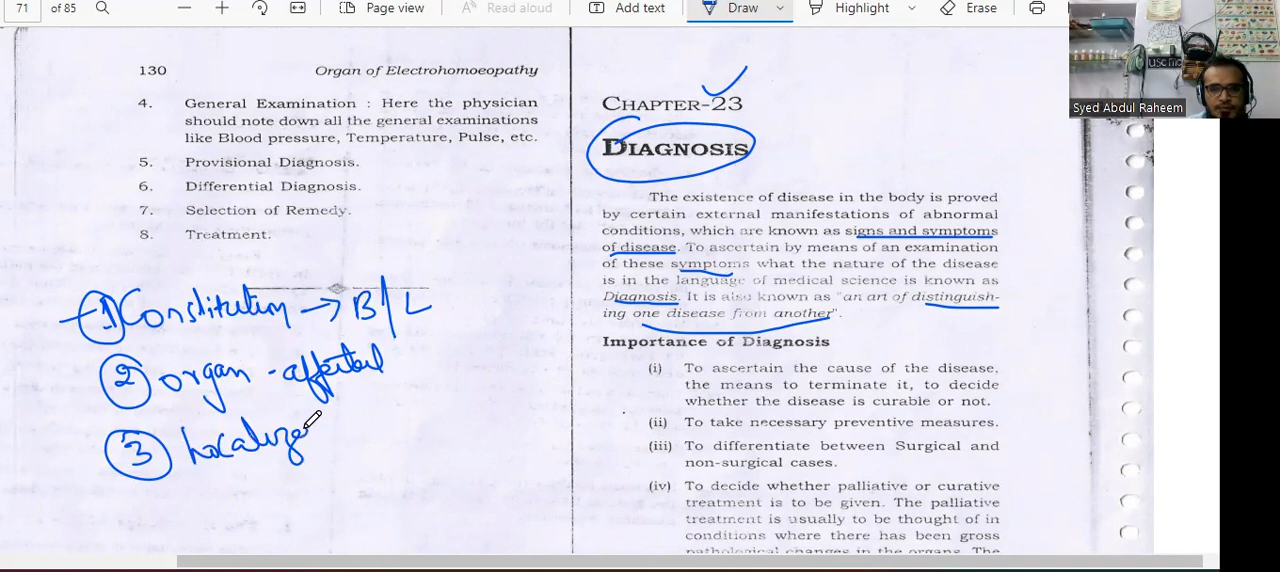 71 of 85 Page view Read aloud Add text Draw Highlight Erase
Syed Abdul Raheem
130 Organ of Electrohomoeopathy
4. General Examination : Here the physician
should note down all the general examinations
like Blood pressure, Temperature, Pulse, etc.
5. Provisional Diagnosis.
6. Differential Diagnosis.
7. Selection of Remedy.
8. Treatment.
1 Constitution → B/L
2 organ - affected
3 Localize
CHAPTER-23
DIAGNOSIS
The existence of disease in the body is proved
by certain external manifestations of abnormal
conditions, which are known as signs and symptoms
of disease. To ascertain by means of an examination
of these symptoms what the nature of the disease
is in the language of medical science is known as
Diagnosis. It is also known as "an art of distinguish-
ing one disease from another".
Importance of Diagnosis
(i) To ascertain the cause of the disease,
the means to terminate it, to decide
whether the disease is curable or not.
(ii) To take necessary preventive measures.
(iii) To differentiate between Surgical and
non-surgical cases.
(iv) To decide whether palliative or curative
treatment is to be given. The palliative
treatment is usually to be thought of in
conditions where there has been gross
pathological changes in the organs. The